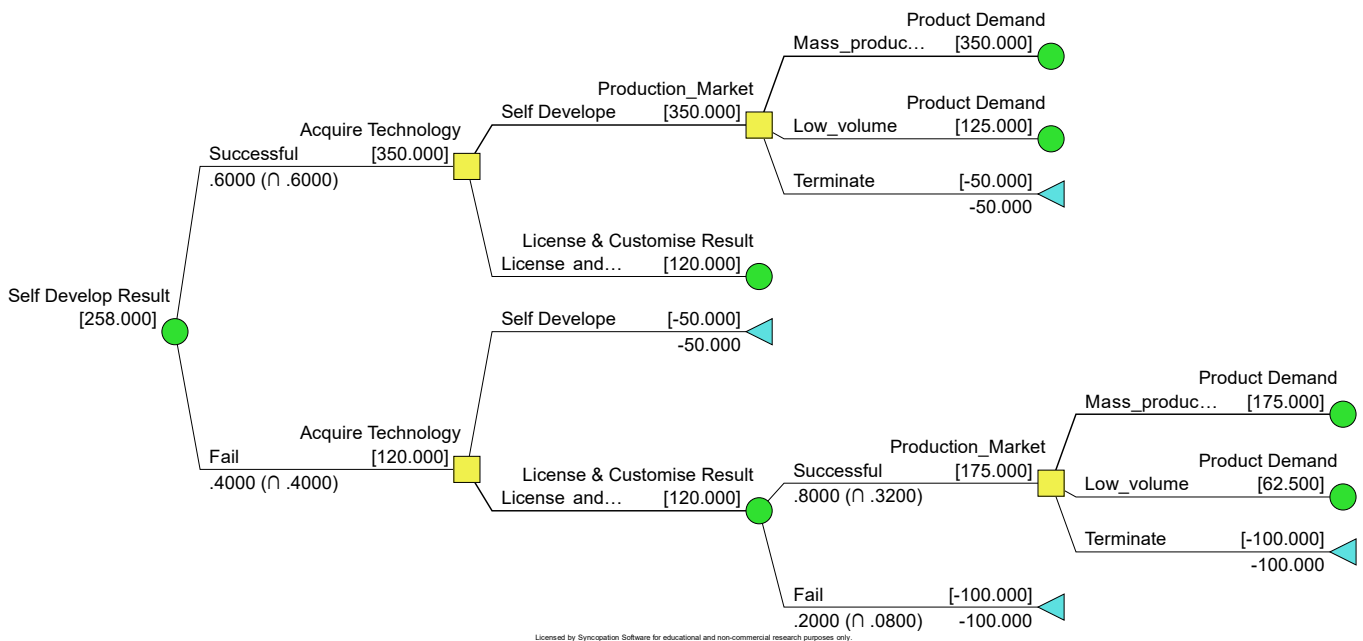 Product Demand
Mass_produc… [350.000]
Production_Market
Self Develope [350.000]
Product Demand
Low_volume [125.000]
Acquire Technology
Successful [350.000]
.6000 (∩ .6000)
Terminate [-50.000]
-50.000
License & Customise Result
License and… [120.000]
Self Develop Result
[258.000]
Self Develope [-50.000]
-50.000
Product Demand
Mass_produc… [175.000]
Acquire Technology
Fail [120.000]
.4000 (∩ .4000)
Production_Market
Successful [175.000]
.8000 (∩ .3200)
License & Customise Result
License and… [120.000]
Product Demand
Low_volume [62.500]
Terminate [-100.000]
-100.000
Fail [-100.000]
.2000 (∩ .0800) -100.000
Licensed by Syncopation Software for educational and non-commercial research purposes only.